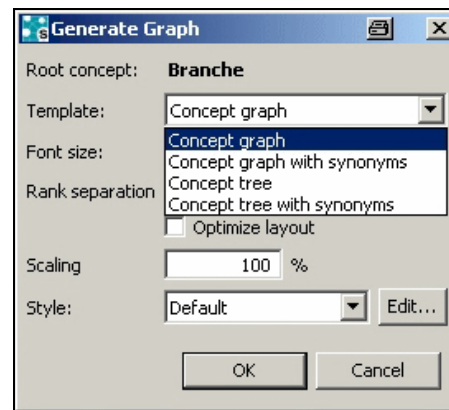 Generate Graph
Root concept: Branche
Template: Concept graph
Concept graph
Font size:
Concept graph with synonyms
Concept tree
Rank separation
Concept tree with synonyms
Optimize layout
Scaling 100 %
Style: Default Edit...
OK Cancel